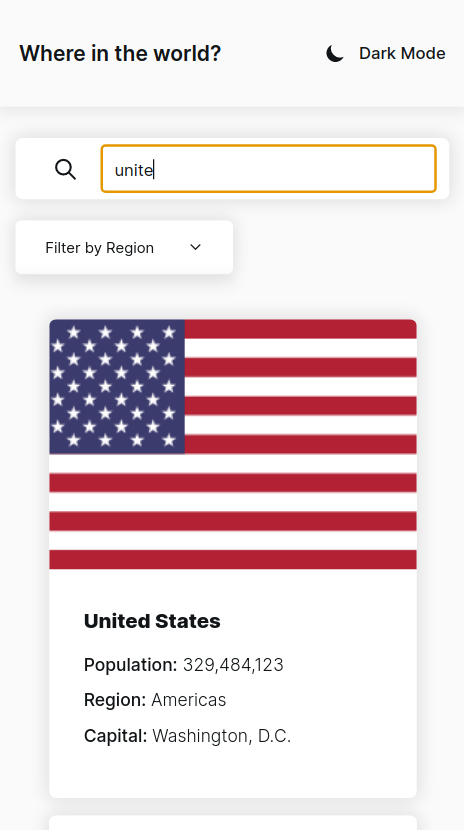 Where in the world?
Dark Mode
unite
Filter by Region
United States
Population: 329,484,123
Region: Americas
Capital: Washington, D.C.